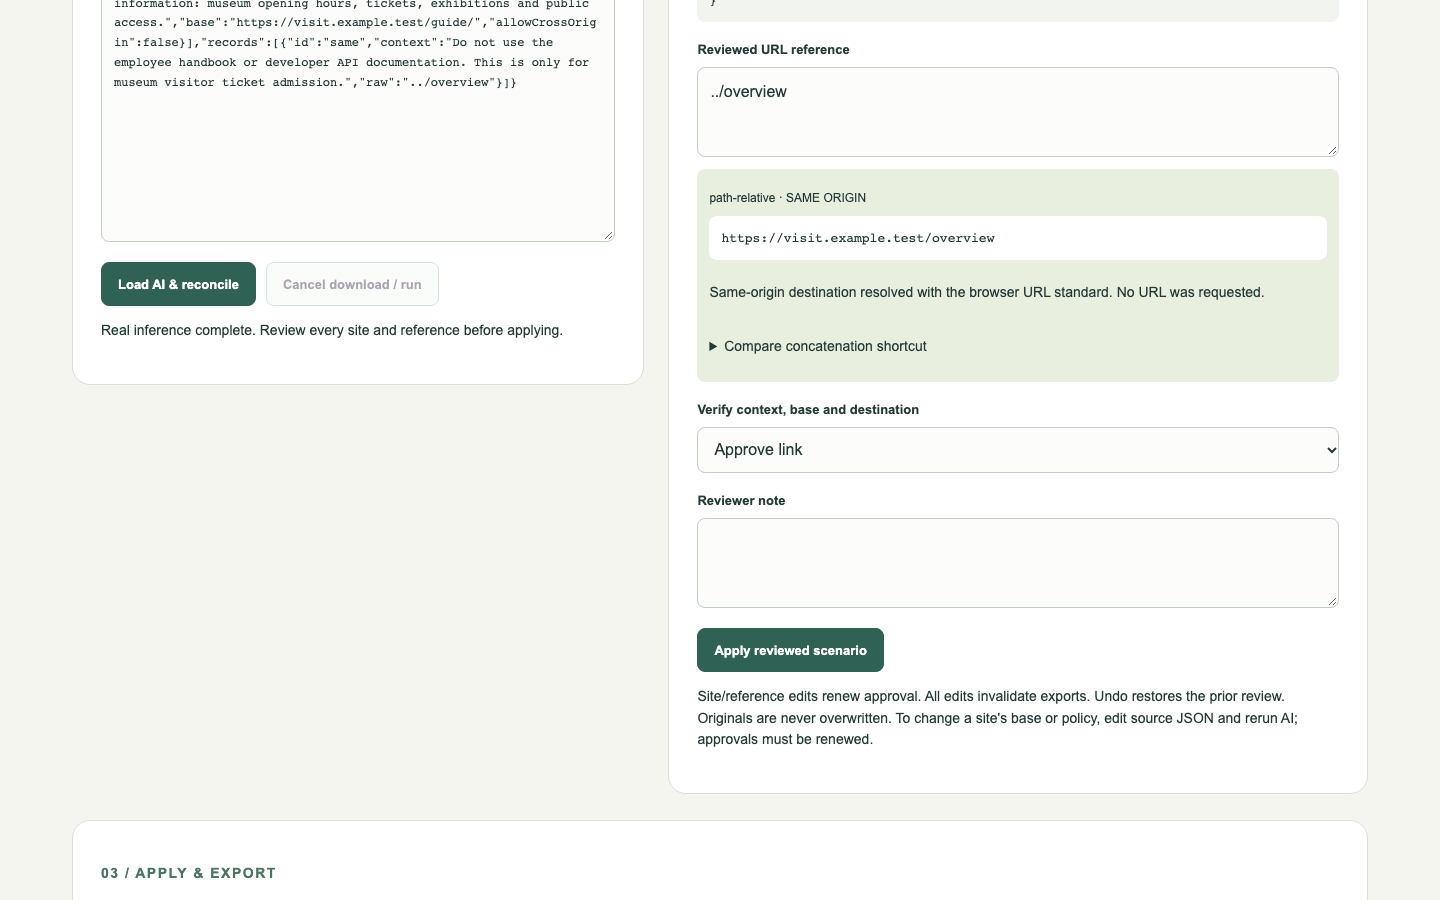 information: museum opening hours, tickets, exhibitions and public
access.","base":"https://visit.example.test/guide/","allowCrossOrig
in":false}],"records":[{"id":"same","context":"Do not use the
employee handbook or developer API documentation. This is only for
museum visitor ticket admission.","raw":"../overview"}]}
Load AI & reconcile
Cancel download / run
Real inference complete. Review every site and reference before applying.
}
Reviewed URL reference
../overview
path-relative · SAME ORIGIN
https://visit.example.test/overview
Same-origin destination resolved with the browser URL standard. No URL was requested.
Compare concatenation shortcut
Verify context, base and destination
Approve link
Reviewer note
Apply reviewed scenario
Site/reference edits renew approval. All edits invalidate exports. Undo restores the prior review.
Originals are never overwritten. To change a site's base or policy, edit source JSON and rerun AI;
approvals must be renewed.
03 / APPLY & EXPORT